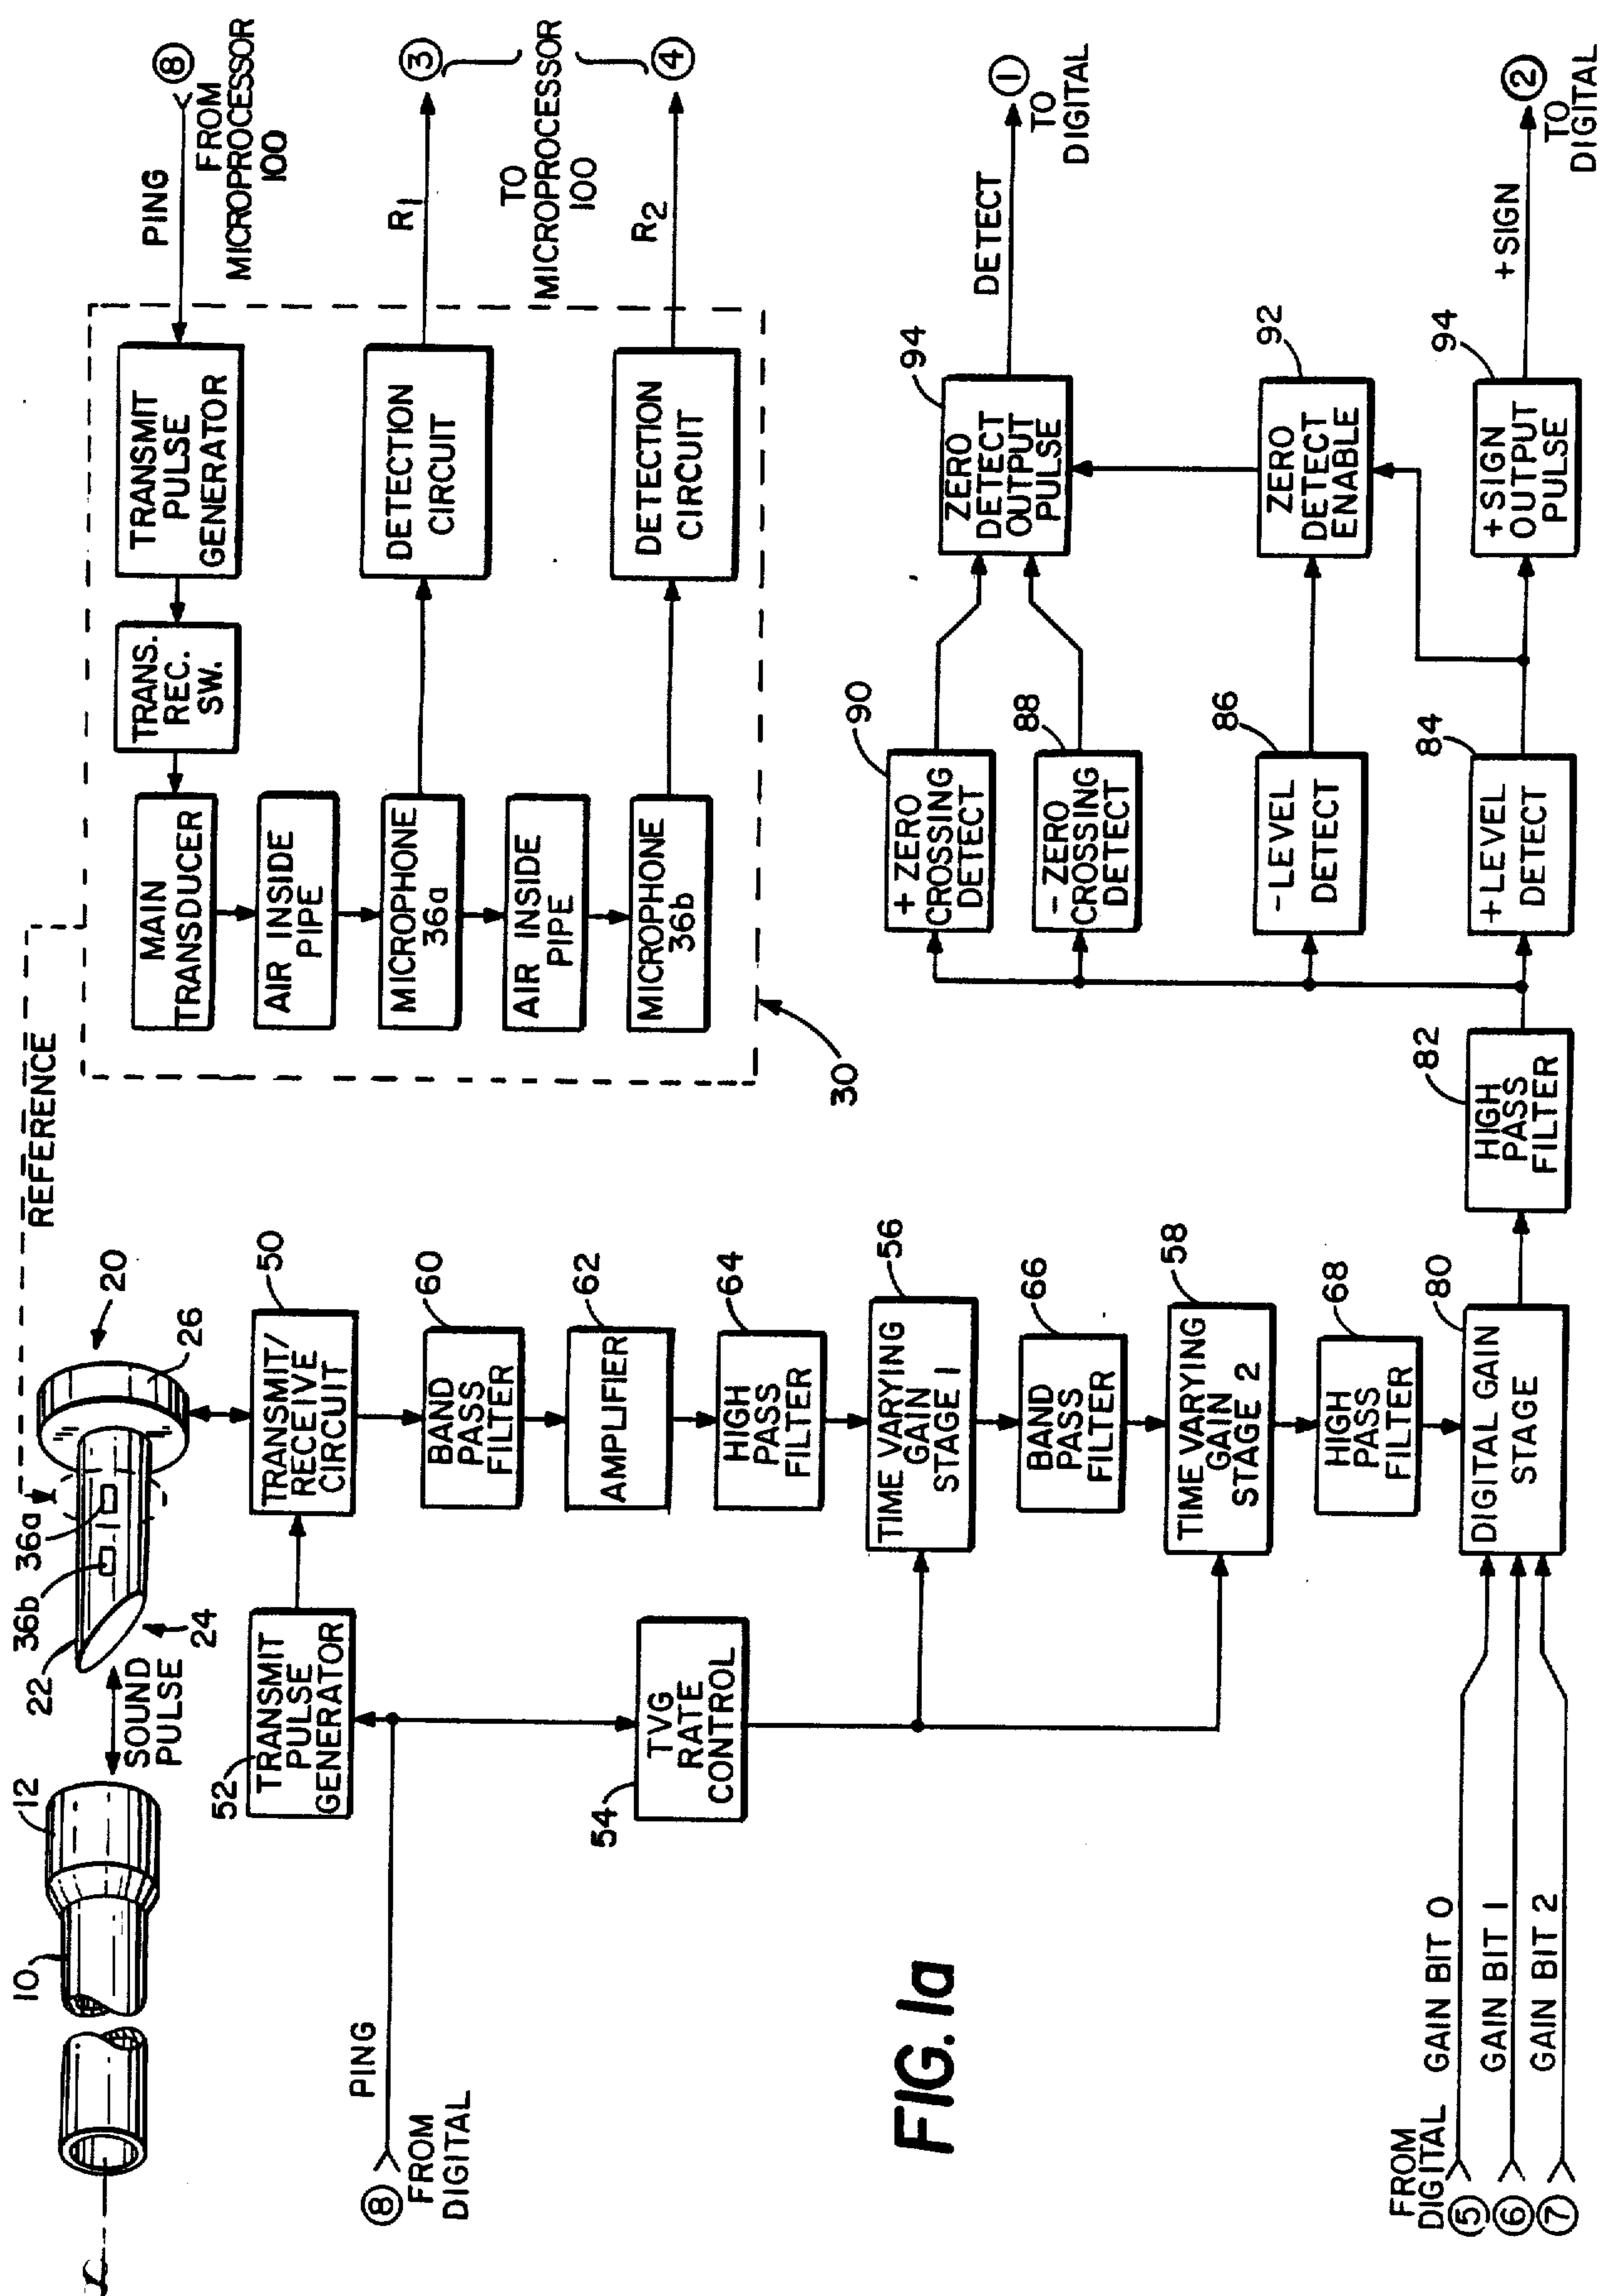 REFERENCE
12
10
22
36b
36a
20
26
24
SOUND
PULSE
PING
8
FROM
DIGITAL
52
TRANSMIT
PULSE
GENERATOR
50
TRANSMIT/
RECEIVE
CIRCUIT
60
BAND
PASS
FILTER
62
AMPLIFIER
64
HIGH
PASS
FILTER
54
TVG
RATE
CONTROL
56
TIME VARYING
GAIN
STAGE 1
66
BAND
PASS
FILTER
58
TIME VARYING
GAIN
STAGE 2
68
HIGH
PASS
FILTER
FROM
DIGITAL
5
GAIN BIT 0
6
GAIN BIT 1
7
GAIN BIT 2
80
DIGITAL GAIN
STAGE
82
HIGH
PASS
FILTER
MAIN
TRANSDUCER
TRANS.
REC.
SW.
TRANSMIT
PULSE
GENERATOR
PING
8
FROM
MICROPROCESSOR
100
AIR INSIDE
PIPE
MICROPHONE
36a
DETECTION
CIRCUIT
R1
3
TO
MICROPROCESSOR
100
AIR INSIDE
PIPE
MICROPHONE
36b
DETECTION
CIRCUIT
R2
4
30
90
+ ZERO
CROSSING
DETECT
88
- ZERO
CROSSING
DETECT
94
ZERO
DETECT
OUTPUT
PULSE
DETECT
1
TO
DIGITAL
86
-LEVEL
DETECT
92
ZERO
DETECT
ENABLE
84
+LEVEL
DETECT
94
+SIGN
OUTPUT
PULSE
+SIGN
2
TO
DIGITAL
FIG. 1a